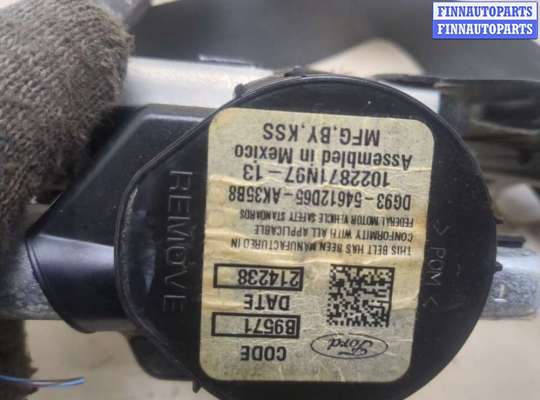 FINNAUTOPARTS
FINNAUTOPARTS
REMOVE
Ford
CODE
B9571
DATE
214238
THIS BELT HAS BEEN MANUFACTURED IN
CONFORMITY WITH ALL APPLICABLE
FEDERAL MOTOR VEHICLE SAFETY STANDARDS
DG93-54612D65-AK35B8
1022871N97-13
Assembled in Mexico
MFG.BY.KSS
>POM<